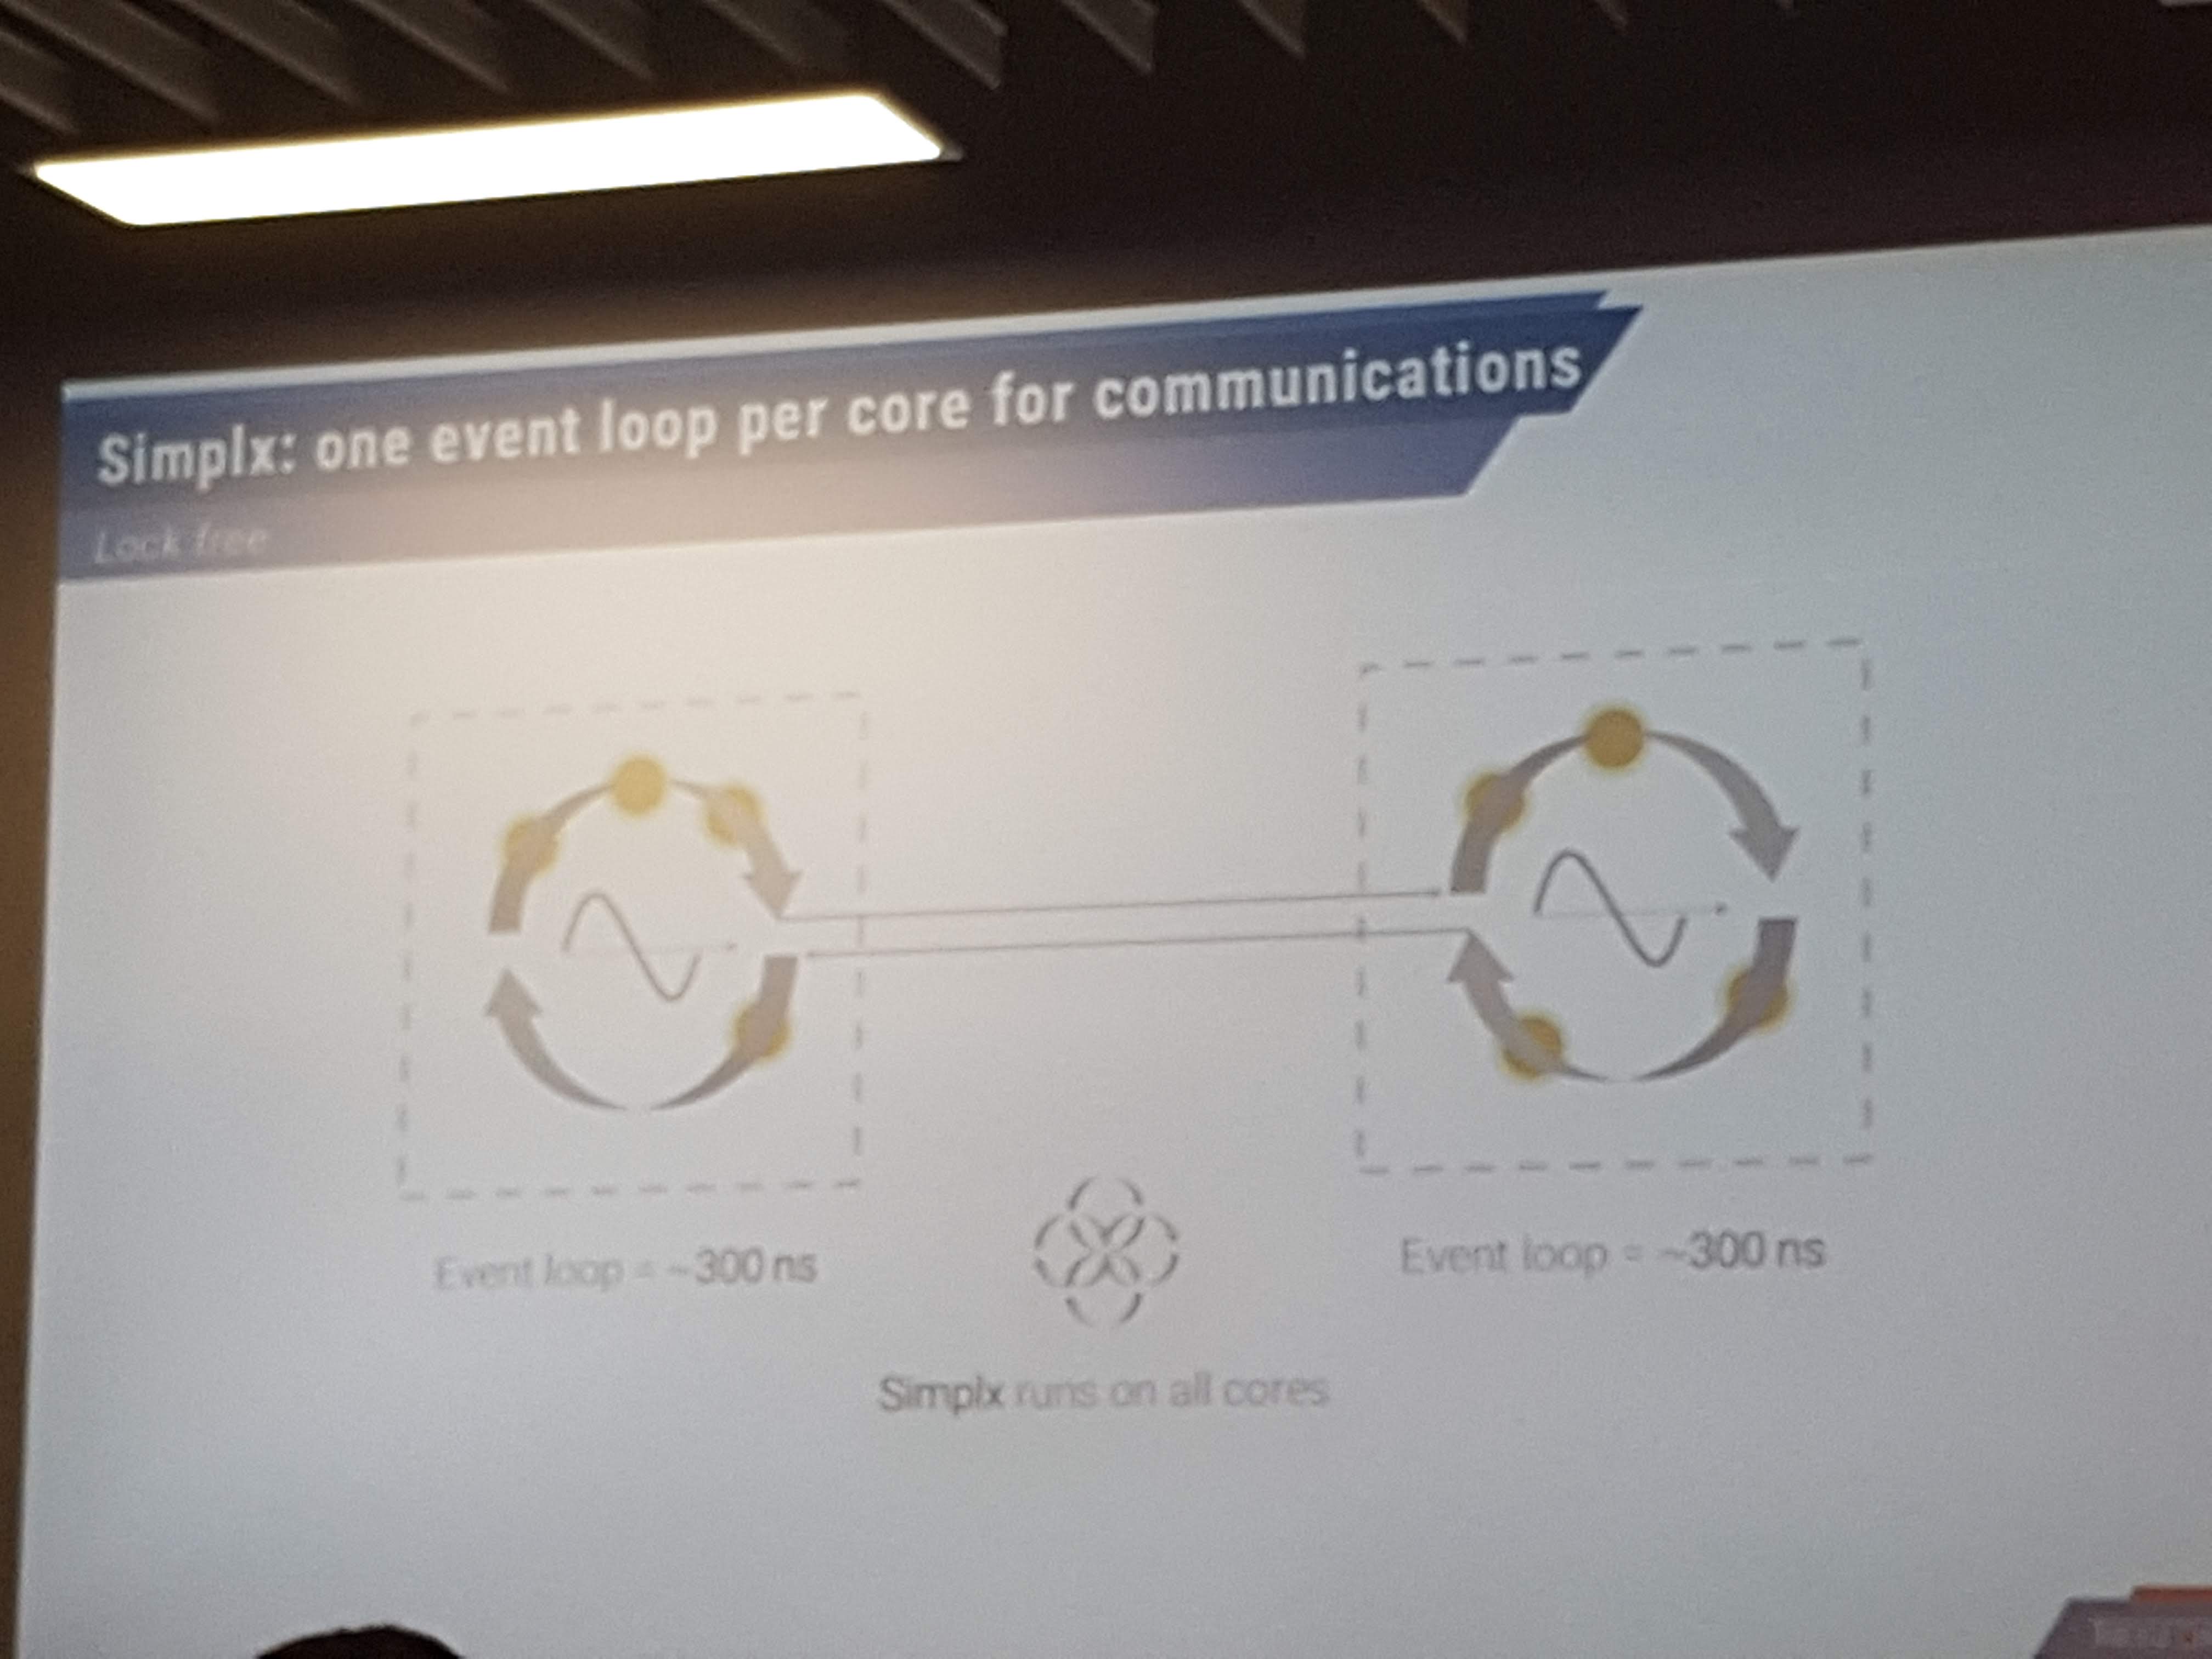 Simplx: one event loop per core for communications
Lock free
Event loop = ~300 ns
Event loop = ~300 ns
Simplx runs on all cores